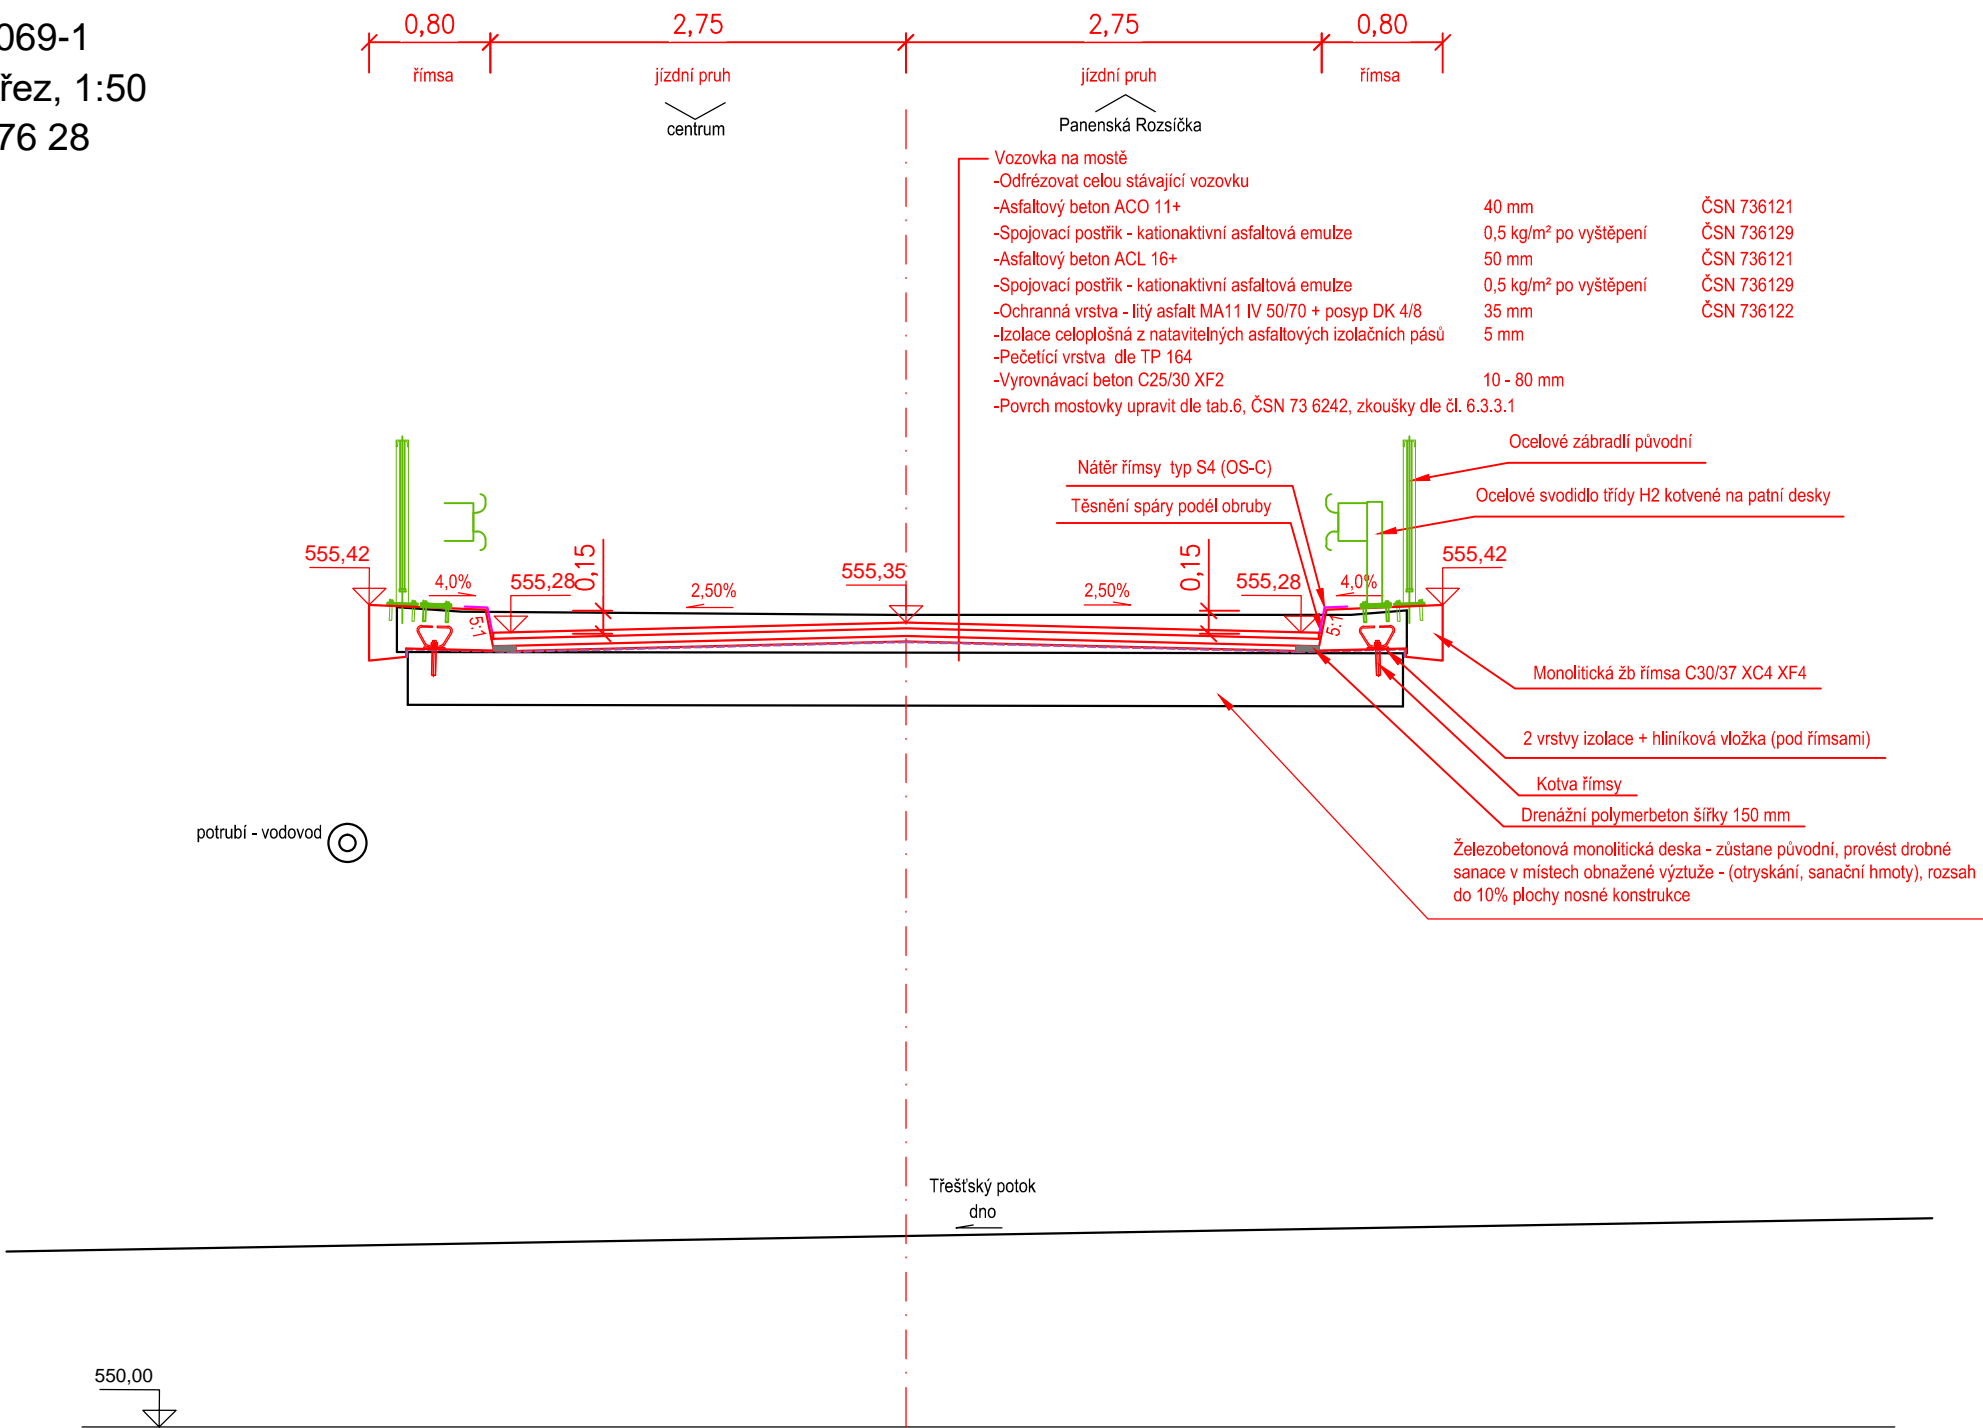 069-1
řez, 1:50
76 28
0,80 2,75 2,75 0,80
římsa jízdní pruh jízdní pruh římsa
centrum Panenská Rozsíčka
Vozovka na mostě
-Odfrézovat celou stávající vozovku
-Asfaltový beton ACO 11+ 40 mm ČSN 736121
-Spojovací postřik - kationaktivní asfaltová emulze 0,5 kg/m² po vyštěpení ČSN 736129
-Asfaltový beton ACL 16+ 50 mm ČSN 736121
-Spojovací postřik - kationaktivní asfaltová emulze 0,5 kg/m² po vyštěpení ČSN 736129
-Ochranná vrstva - litý asfalt MA11 IV 50/70 + posyp DK 4/8 35 mm ČSN 736122
-Izolace celoplošná z natavitelných asfaltových izolačních pásů 5 mm
-Pečetící vrstva dle TP 164
-Vyrovnávací beton C25/30 XF2 10 - 80 mm
-Povrch mostovky upravit dle tab.6, ČSN 73 6242, zkoušky dle čl. 6.3.3.1
Ocelové zábradlí původní
Nátěr římsy typ S4 (OS-C)
Ocelové svodidlo třídy H2 kotvené na patní desky
Těsnění spáry podél obruby
555,42 4,0% 555,28 0,15 2,50% 555,35 2,50% 0,15 555,28 4,0% 555,42
5:1 5:1
Monolitická žb římsa C30/37 XC4 XF4
2 vrstvy izolace + hliníková vložka (pod římsami)
Kotva římsy
Drenážní polymerbeton šířky 150 mm
potrubí - vodovod
Železobetonová monolitická deska - zůstane původní, provést drobné
sanace v místech obnažené výztuže - (otryskání, sanační hmoty), rozsah
do 10% plochy nosné konstrukce
Třešťský potok
dno
550,00